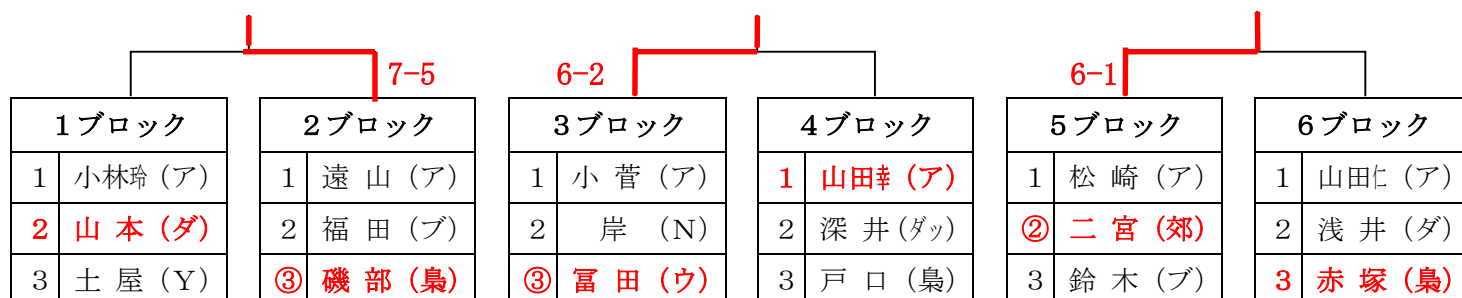 7-5 6-2 6-1
1ブロック 2ブロック 3ブロック 4ブロック 5ブロック 6ブロック
1 小林玲(ア) 1 遠山(ア) 1 小菅(ア) 1 山田幸(ア) 1 松崎(ア) 1 山田仁(ア)
2 山本(ダ) 2 福田(ブ) 2 岸(N) 2 深井(ダッ) ② 二宮(郊) 2 浅井(ダ)
3 土屋(Y) ③ 磯部(梟) ③ 冨田(ウ) 3 戸口(梟) 3 鈴木(ブ) 3 赤塚(梟)